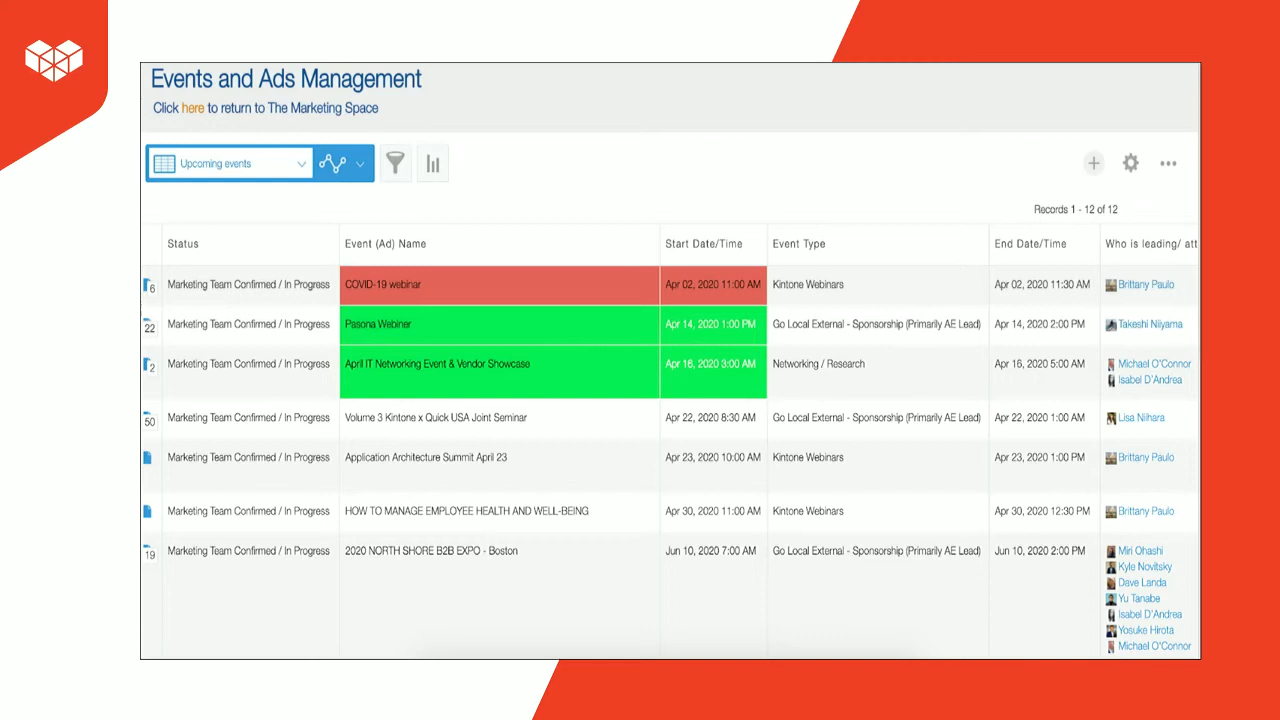 Events and Ads Management
Click here to return to The Marketing Space
Upcoming events
Records 1 - 12 of 12
Status Event (Ad) Name Start Date/Time Event Type End Date/Time Who is leading/ att
6 Marketing Team Confirmed / In Progress COVID-19 webinar Apr 02, 2020 11:00 AM Kintone Webinars Apr 02, 2020 11:30 AM Brittany Paulo
22 Marketing Team Confirmed / In Progress Pasona Webiner Apr 14, 2020 1:00 PM Go Local External - Sponsorship (Primarily AE Lead) Apr 14, 2020 2:00 PM Takeshi Niiyama
2 Marketing Team Confirmed / In Progress April IT Networking Event & Vendor Showcase Apr 16, 2020 3:00 AM Networking / Research Apr 16, 2020 5:00 AM Michael O'Connor
Isabel D'Andrea
50 Marketing Team Confirmed / In Progress Volume 3 Kintone x Quick USA Joint Seminar Apr 22, 2020 8:30 AM Go Local External - Sponsorship (Primarily AE Lead) Apr 22, 2020 1:00 AM Lisa Niihara
Marketing Team Confirmed / In Progress Application Architecture Summit April 23 Apr 23, 2020 10:00 AM Kintone Webinars Apr 23, 2020 1:00 PM Brittany Paulo
Marketing Team Confirmed / In Progress HOW TO MANAGE EMPLOYEE HEALTH AND WELL-BEING Apr 30, 2020 11:00 AM Kintone Webinars Apr 30, 2020 12:30 PM Brittany Paulo
19 Marketing Team Confirmed / In Progress 2020 NORTH SHORE B2B EXPO - Boston Jun 10, 2020 7:00 AM Go Local External - Sponsorship (Primarily AE Lead) Jun 10, 2020 2:00 PM Miri Ohashi
Kyle Novitsky
Dave Landa
Yu Tanabe
Isabel D'Andrea
Yosuke Hirota
Michael O'Connor